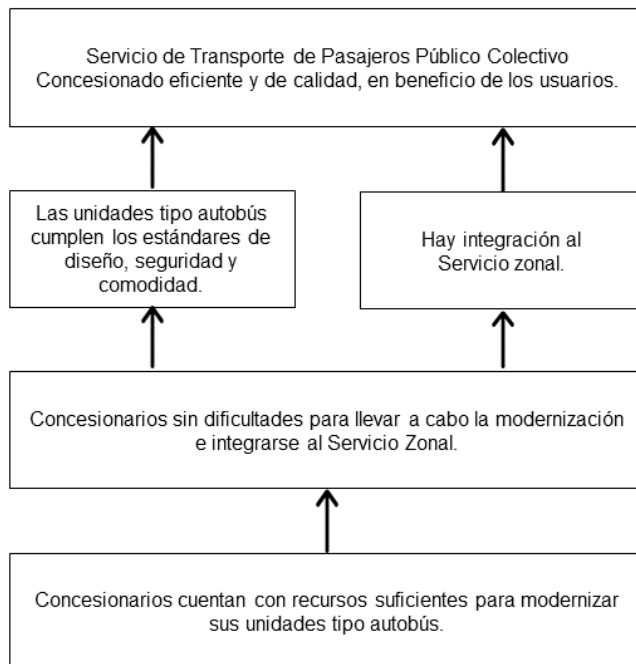 Servicio de Transporte de Pasajeros Público Colectivo
Concesionado eficiente y de calidad, en beneficio de los usuarios.
Las unidades tipo autobús
cumplen los estándares de
diseño, seguridad y
comodidad.
Hay integración al
Servicio zonal.
Concesionarios sin dificultades para llevar a cabo la modernización
e integrarse al Servicio Zonal.
Concesionarios cuentan con recursos suficientes para modernizar
sus unidades tipo autobús.